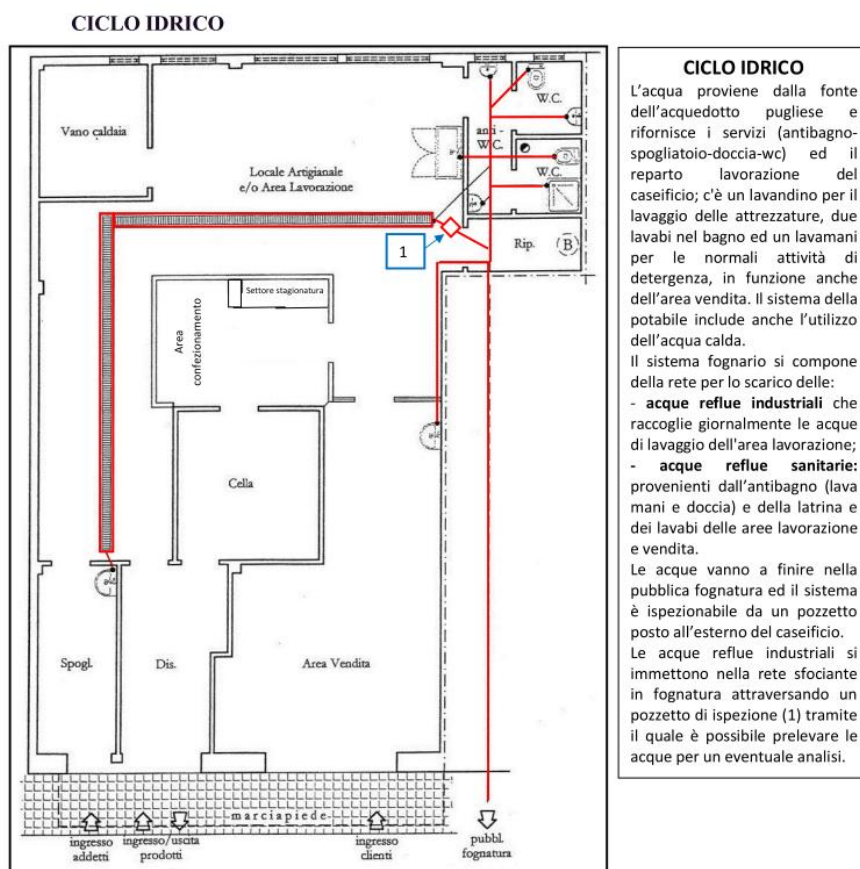 CICLO IDRICO
Vano caldaia
Locale Artigianale
e/o Area Lavorazione
anti -
W.C.
W.C.
W.C.
Rip.
B
1
Settore stagionatura
Area
confezionamento
Cella
Spogl.
Dis.
Area Vendita
marciapiede
ingresso
addetti
ingresso/uscita
prodotti
ingresso
clienti
pubbl.
fognatura
CICLO IDRICO
L'acqua proviene dalla fonte
dell'acquedotto pugliese e
rifornisce i servizi (antibagno-
spogliatoio-doccia-wc) ed il
reparto lavorazione del
caseificio; c'è un lavandino per il
lavaggio delle attrezzature, due
lavabi nel bagno ed un lavamani
per le normali attività di
detergenza, in funzione anche
dell'area vendita. Il sistema della
potabile include anche l'utilizzo
dell'acqua calda.
Il sistema fognario si compone
della rete per lo scarico delle:
- acque reflue industriali che
raccoglie giornalmente le acque
di lavaggio dell'area lavorazione;
- acque reflue sanitarie:
provenienti dall'antibagno (lava
mani e doccia) e della latrina e
dei lavabi delle aree lavorazione
e vendita.
Le acque vanno a finire nella
pubblica fognatura ed il sistema
è ispezionabile da un pozzetto
posto all'esterno del caseificio.
Le acque reflue industriali si
immettono nella rete sfociante
in fognatura attraversando un
pozzetto di ispezione (1) tramite
il quale è possibile prelevare le
acque per un eventuale analisi.